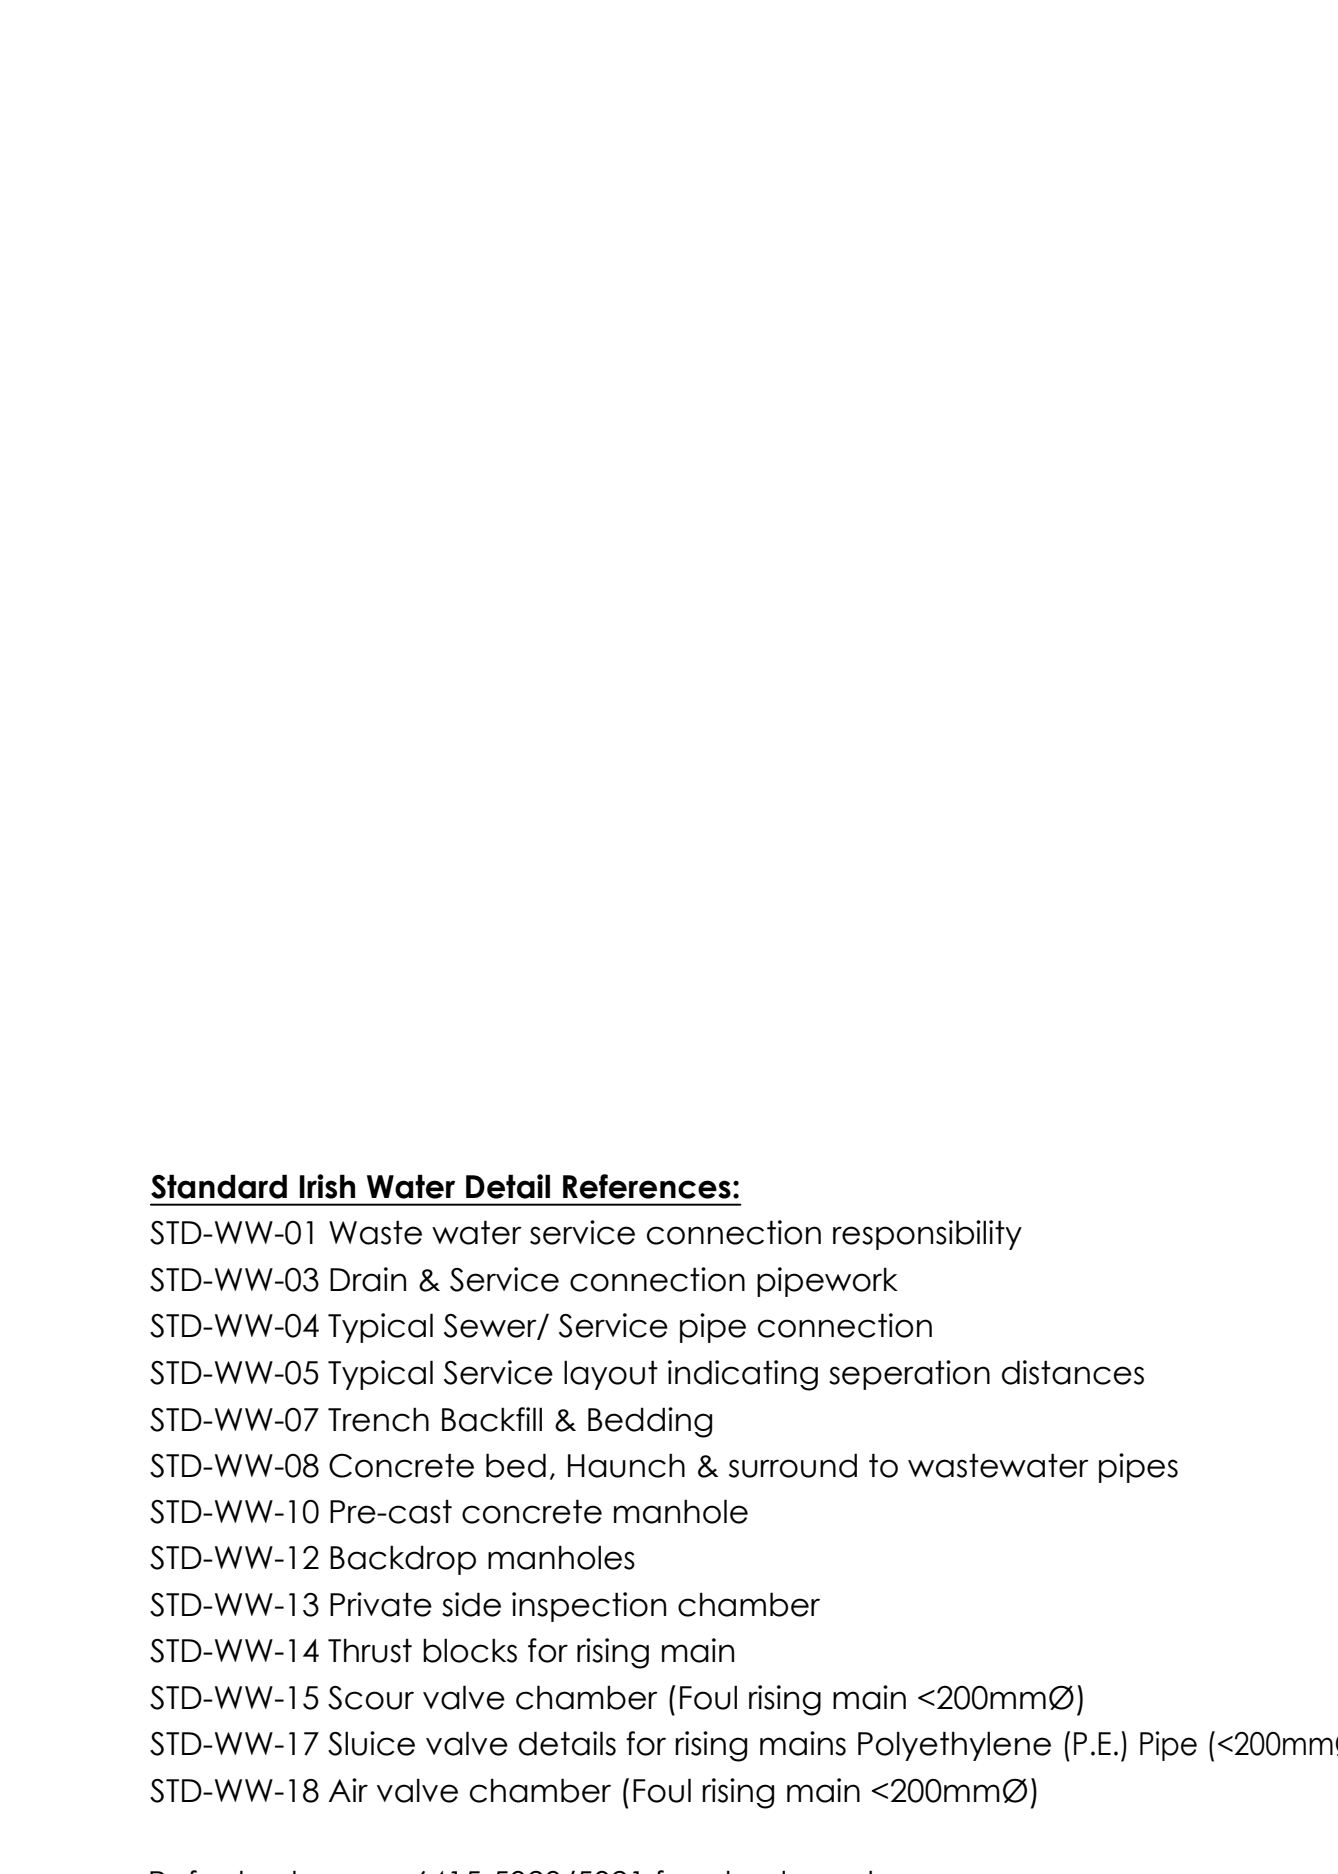 Standard Irish Water Detail References:
STD-WW-01 Waste water service connection responsibility
STD-WW-03 Drain & Service connection pipework
STD-WW-04 Typical Sewer/ Service pipe connection
STD-WW-05 Typical Service layout indicating seperation distances
STD-WW-07 Trench Backfill & Bedding
STD-WW-08 Concrete bed, Haunch & surround to wastewater pipes
STD-WW-10 Pre-cast concrete manhole
STD-WW-12 Backdrop manholes
STD-WW-13 Private side inspection chamber
STD-WW-14 Thrust blocks for rising main
STD-WW-15 Scour valve chamber (Foul rising main <200mmØ)
STD-WW-17 Sluice valve details for rising mains Polyethylene (P.E.) Pipe (<200mm
STD-WW-18 Air valve chamber (Foul rising main <200mmØ)